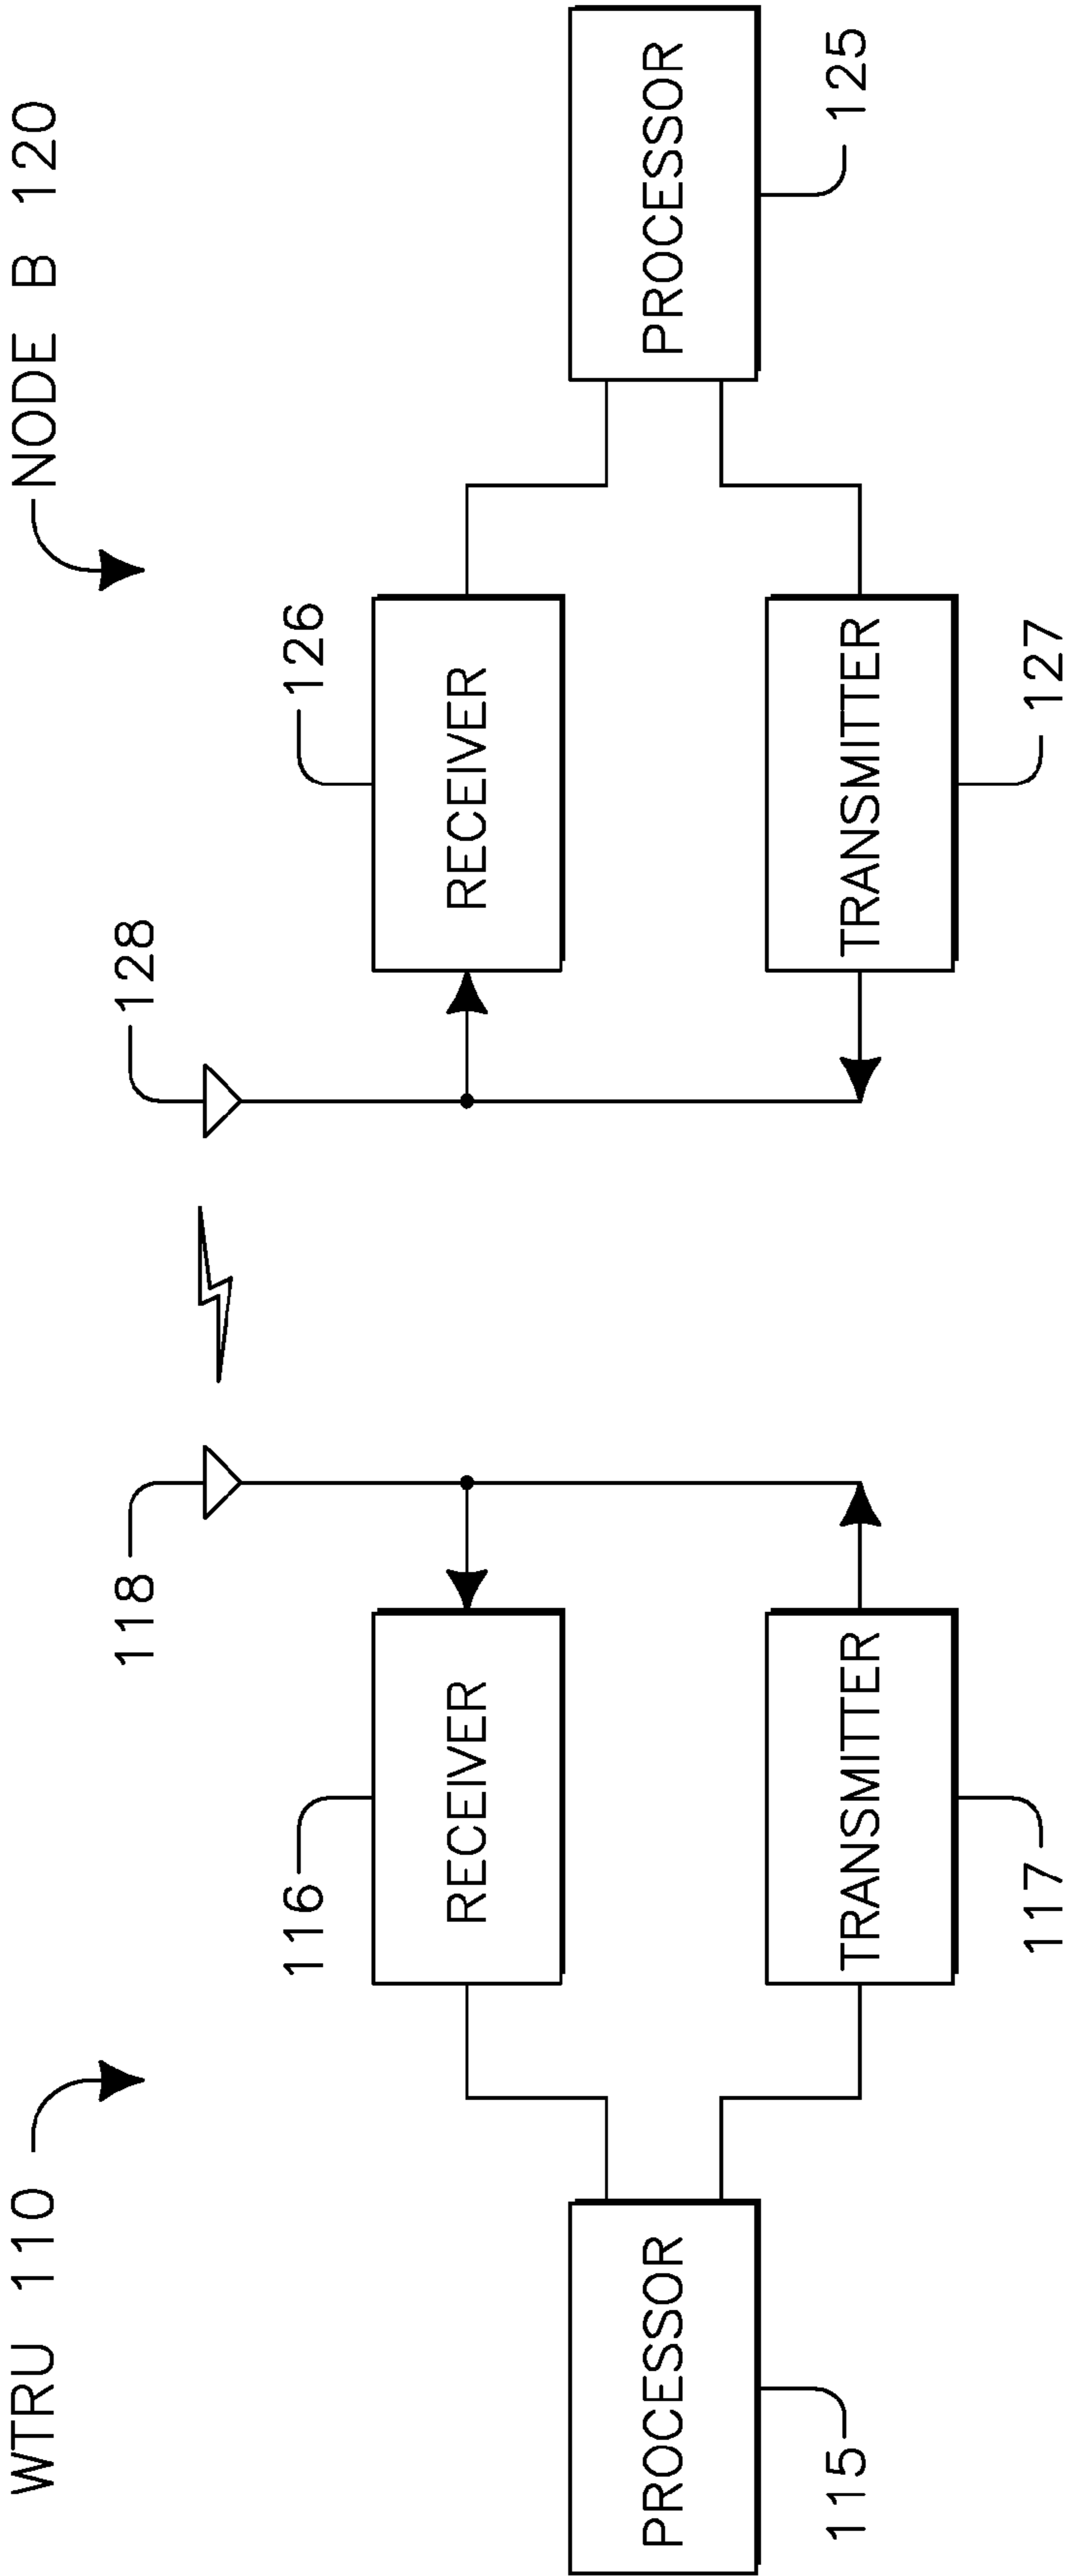 WTRU 110
NODE B 120
118
128
116
126
RECEIVER
RECEIVER
PROCESSOR
PROCESSOR
115
125
TRANSMITTER
TRANSMITTER
117
127